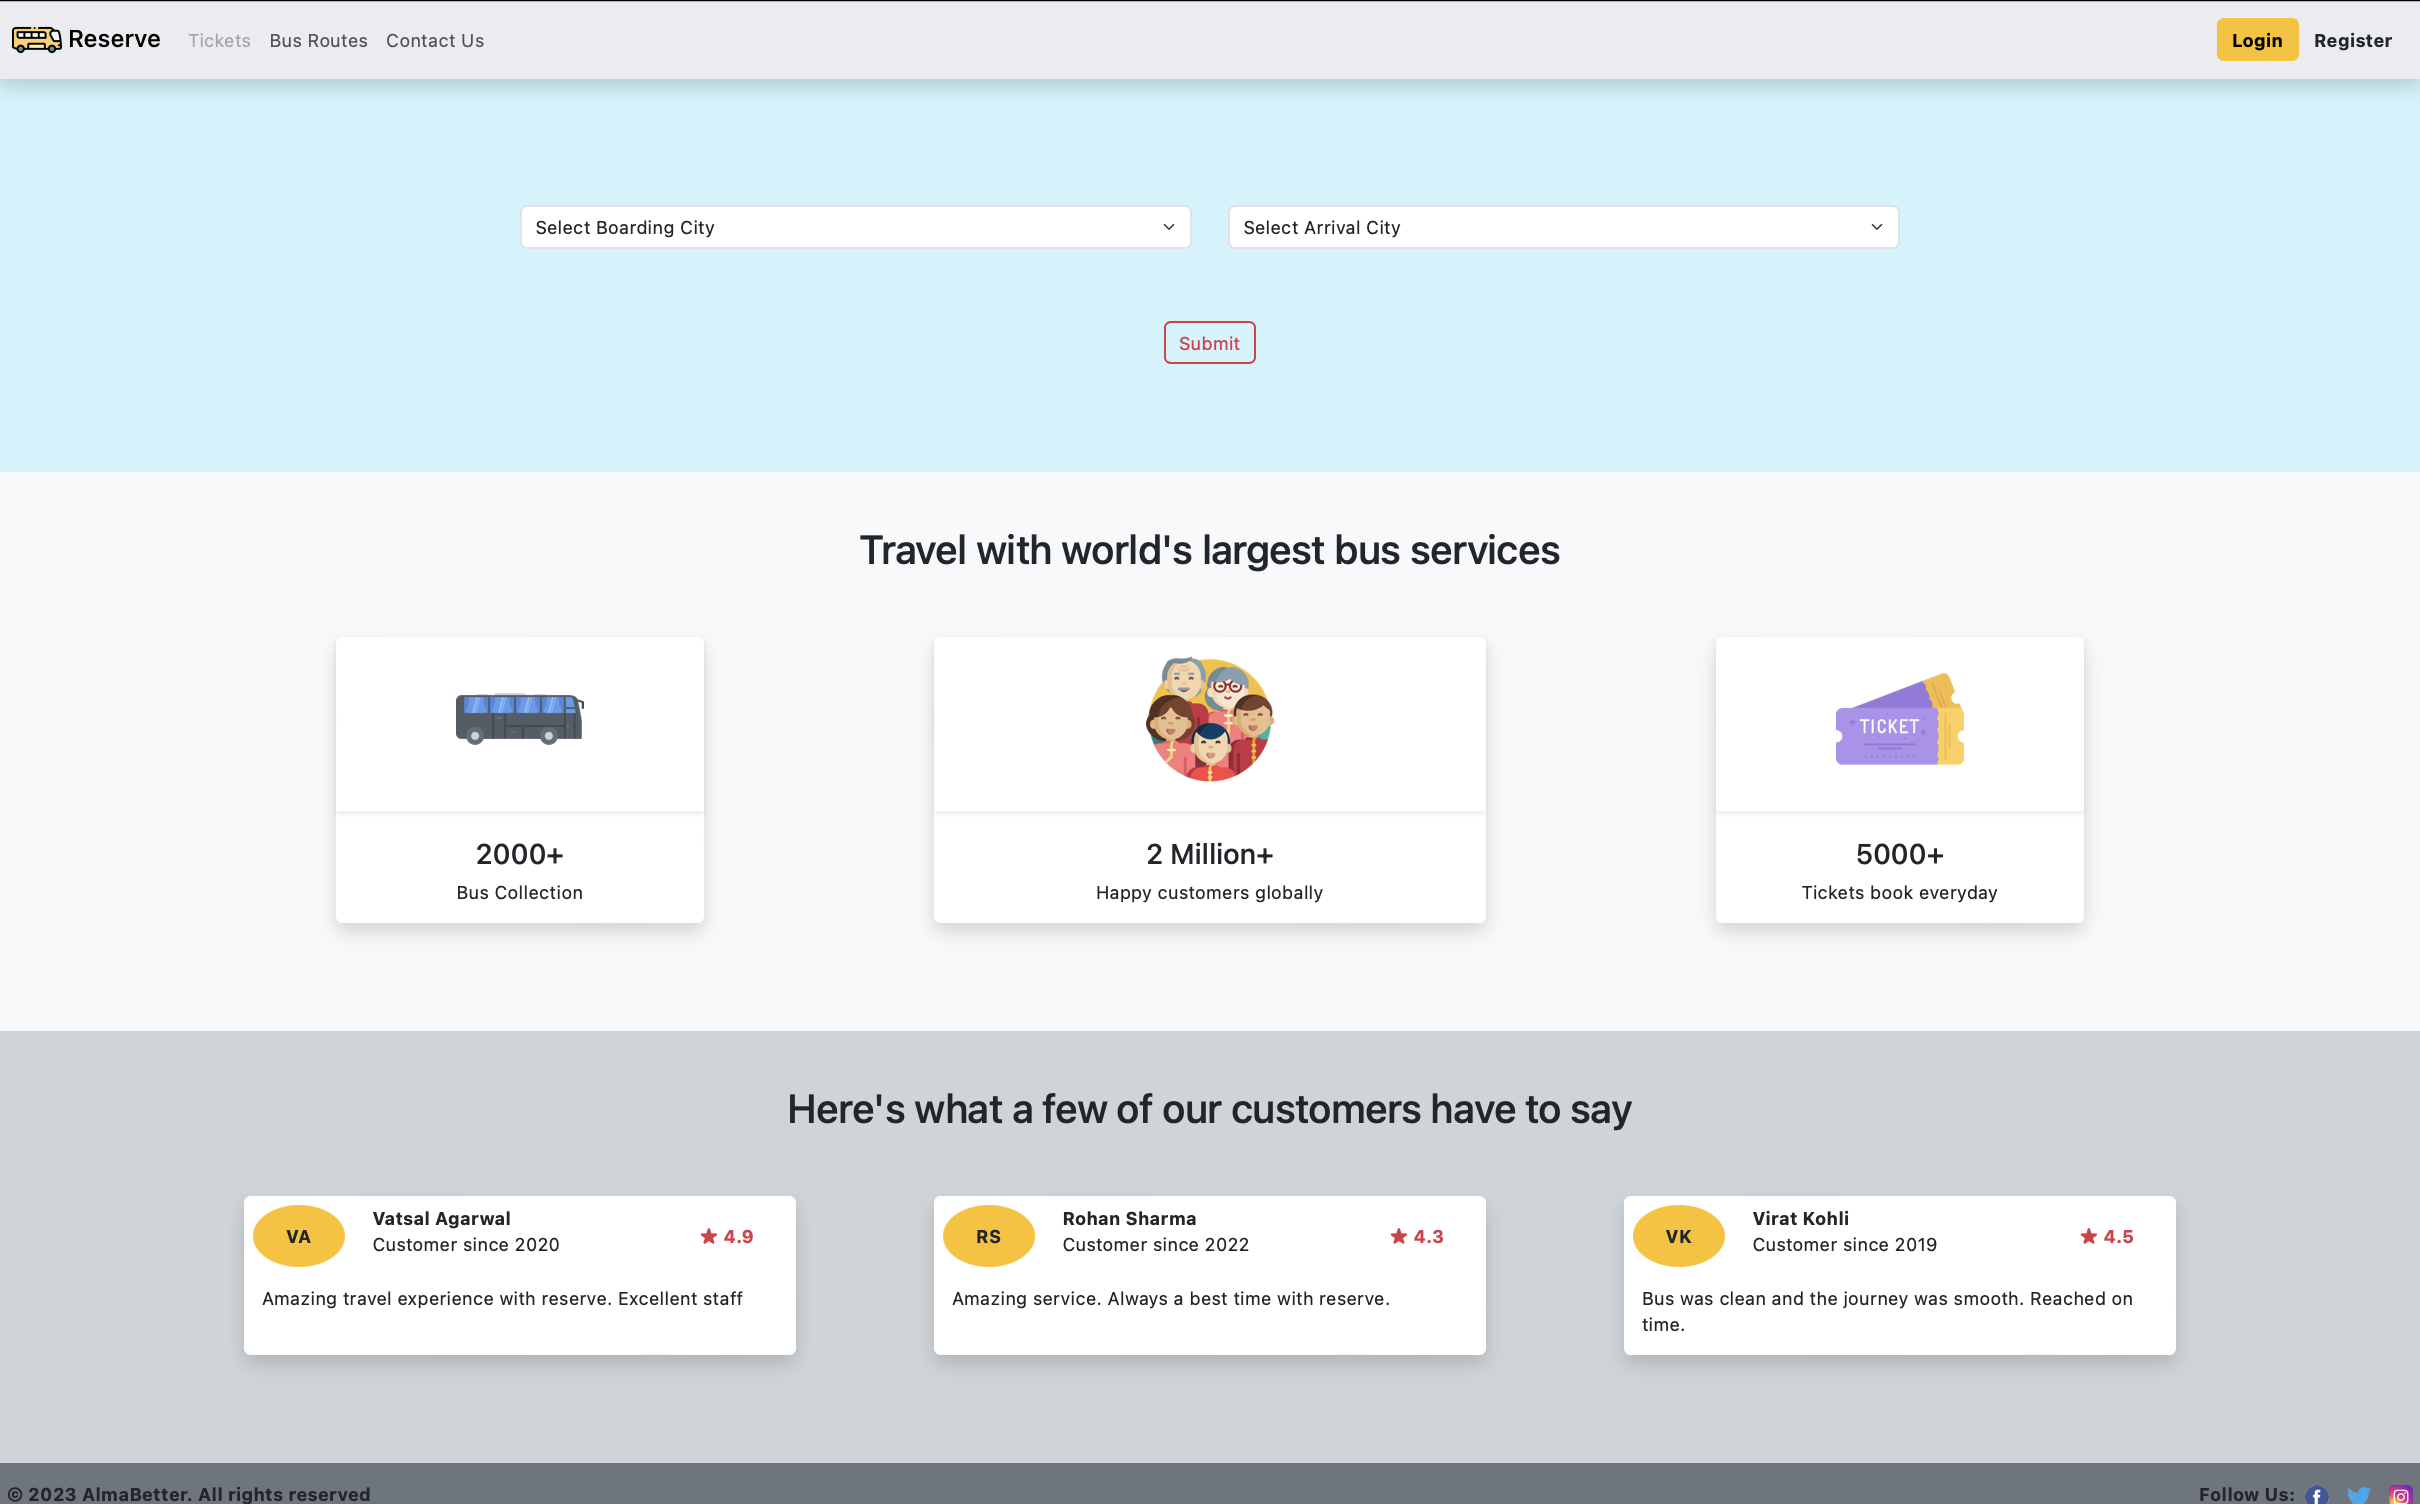 Reserve Tickets Bus Routes Contact Us Login Register
Select Boarding City Select Arrival City
Submit
Travel with world's largest bus services
TICKET
2000+ 2 Million+ 5000+
Bus Collection Happy customers globally Tickets book everyday
Here's what a few of our customers have to say
VA
Vatsal Agarwal
Customer since 2020
4.9
Amazing travel experience with reserve. Excellent staff
RS
Rohan Sharma
Customer since 2022
4.3
Amazing service. Always a best time with reserve.
VK
Virat Kohli
Customer since 2019
4.5
Bus was clean and the journey was smooth. Reached on
time.
© 2023 AlmaBetter. All rights reserved Follow Us: